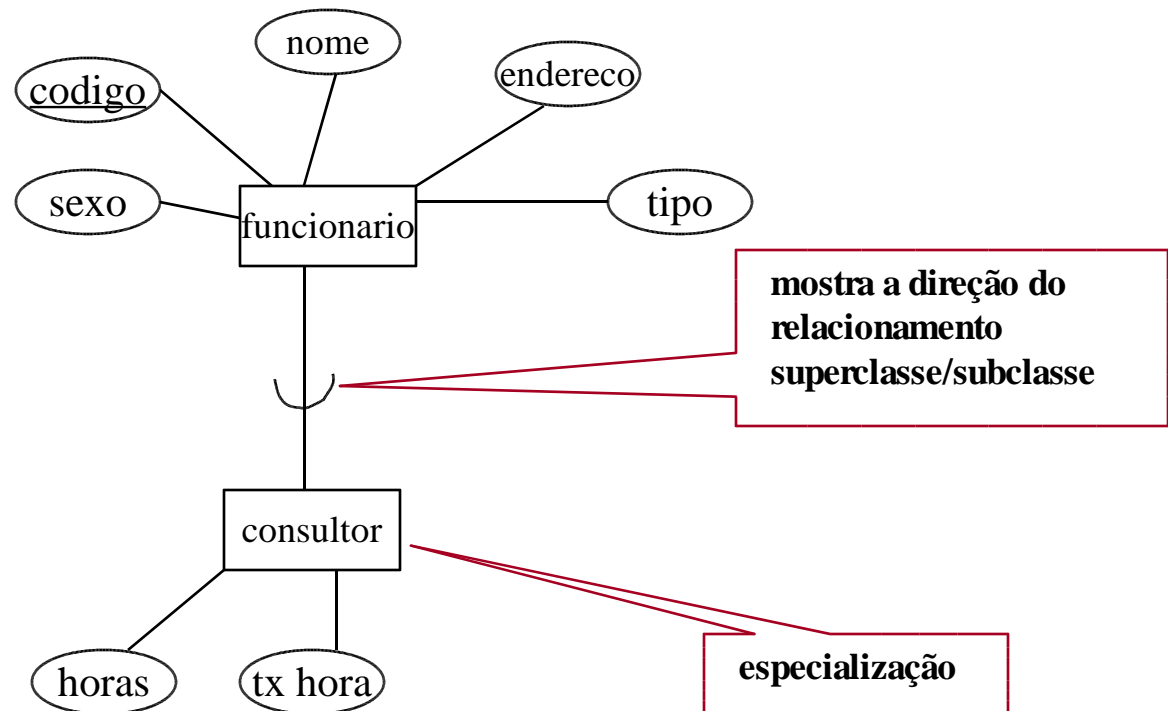 nome
endereco
codigo
sexo
tipo
funcionario
mostra a direção do
relacionamento
superclasse/subclasse
consultor
horas
tx hora
especialização